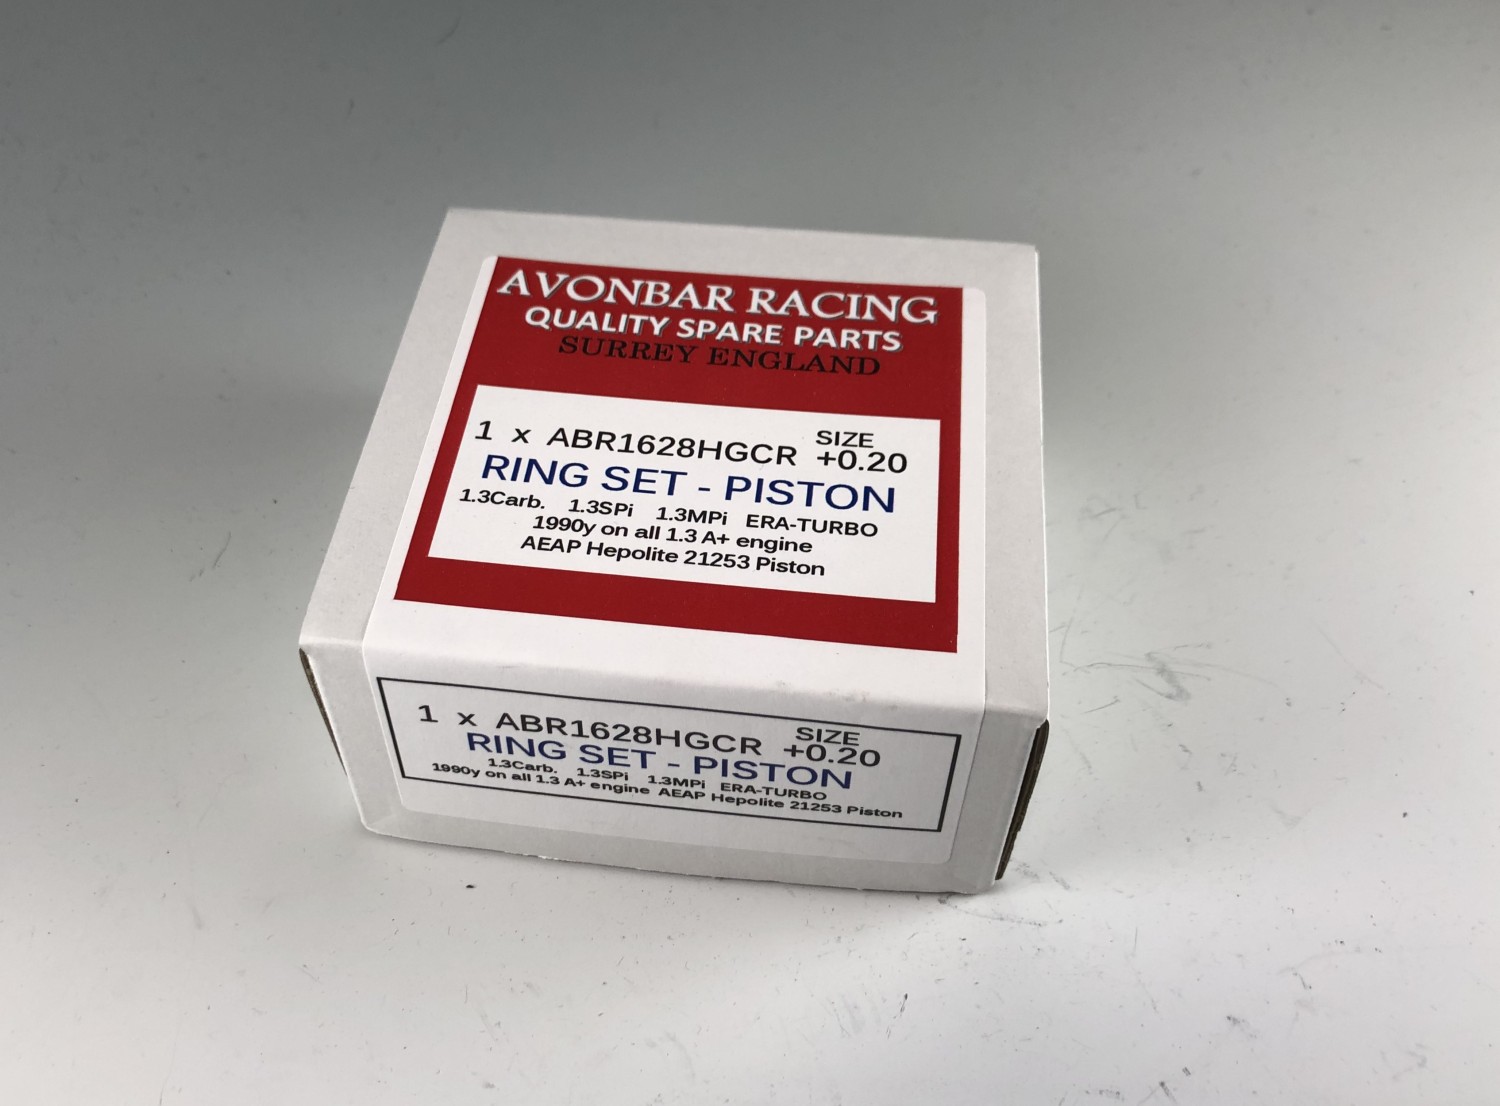 AVONBAR RACING
QUALITY SPARE PARTS
SURREY ENGLAND
SIZE
1 x ABR1628HGCR +0.20
RING SET - PISTON
1.3Carb. 1.3SPi 1.3MPi ERA-TURBO
1990y on all 1.3 A+ engine
AEAP Hepolite 21253 Piston
SIZE
1 x ABR1628HGCR +0.20
RING SET - PISTON
1.3Carb. 1.3SPi 1.3MPi ERA-TURBO
1990y on all 1.3 A+ engine AEAP Hepolite 21253 Piston